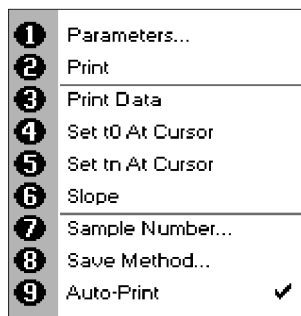 1 Parameters...
2 Print
3 Print Data
4 Set t0 At Cursor
5 Set tn At Cursor
6 Slope
7 Sample Number...
8 Save Method...
9 Auto-Print ✔